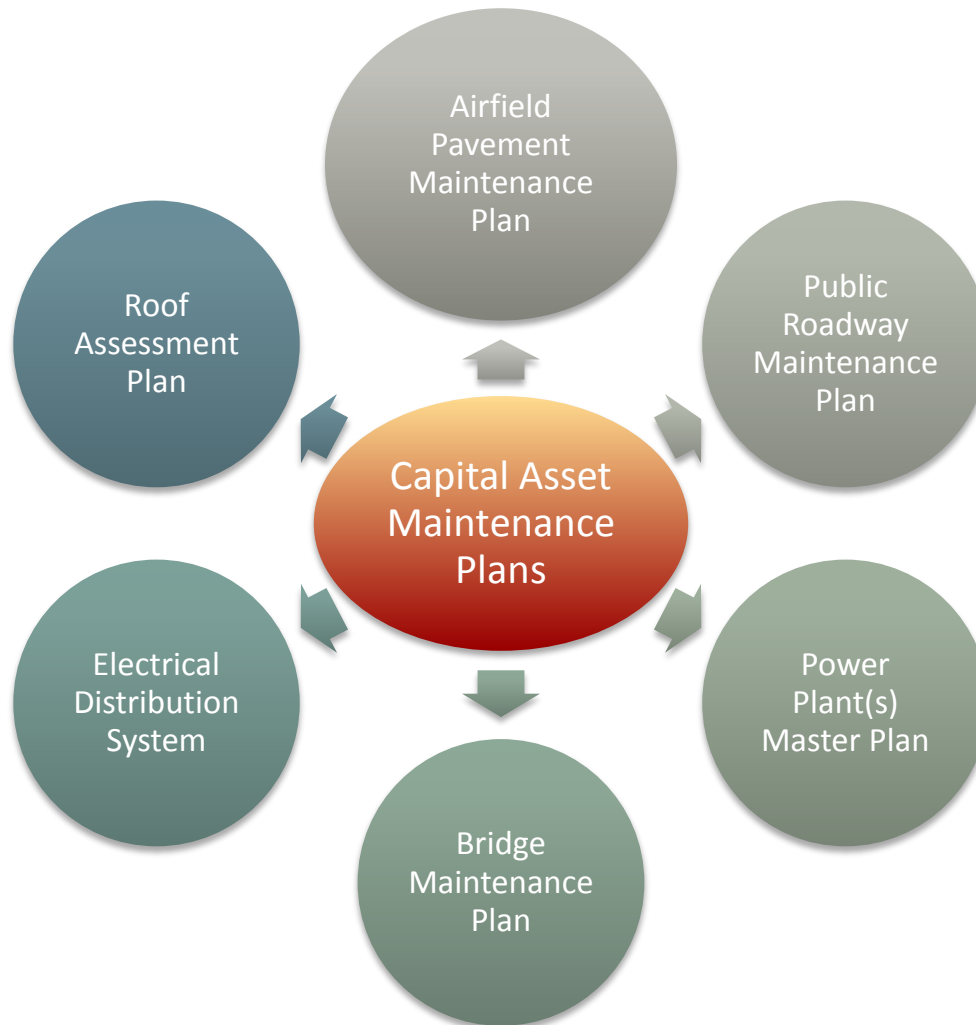 Airfield
Pavement
Maintenance
Plan
Public
Roadway
Maintenance
Plan
Roof
Assessment
Plan
Capital Asset
Maintenance
Plans
Electrical
Distribution
System
Power
Plant(s)
Master Plan
Bridge
Maintenance
Plan